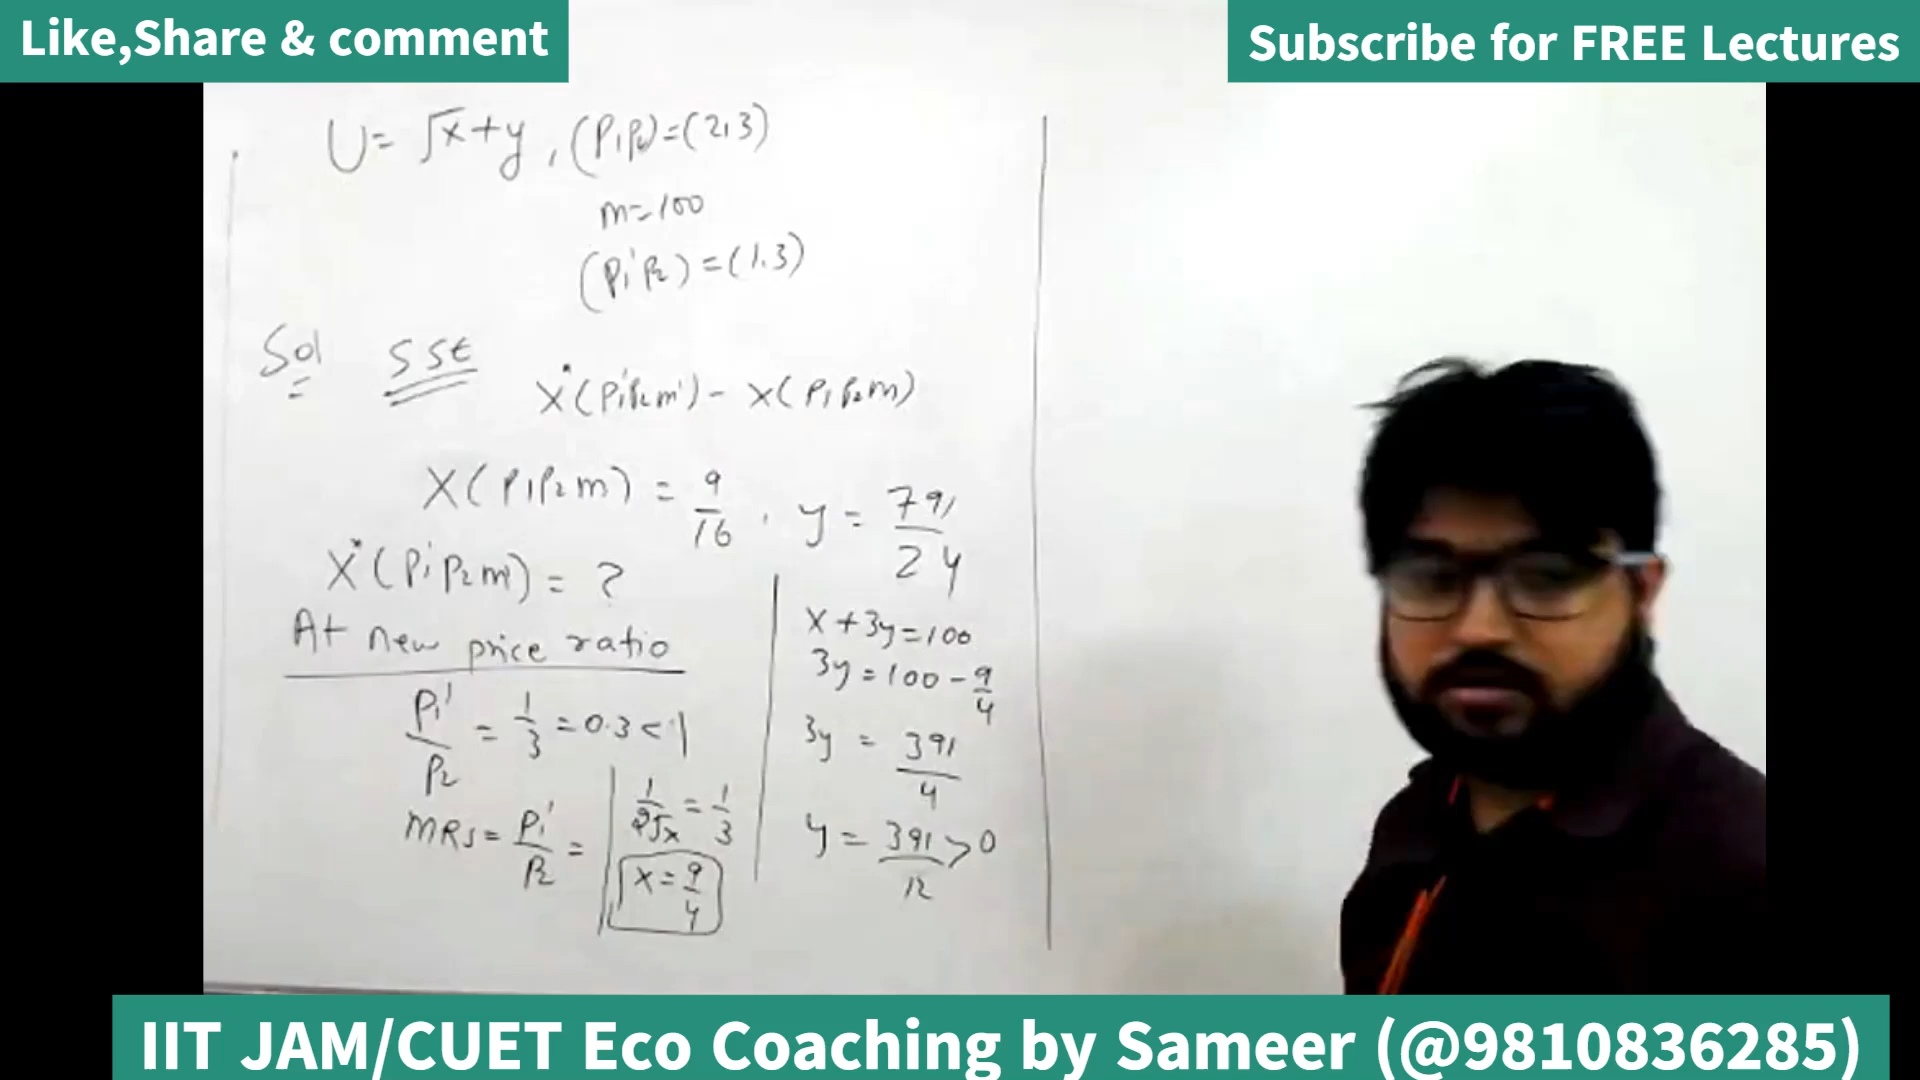 Like,Share & comment
Subscribe for FREE Lectures
U = √x + y , (P₁P₂) = (2,3)
m = 100
(P₁' P₂) = (1.3)
Sol SSE
X*(P₁'P₂m') - X(P₁P₂m)
X(P₁P₂m) = 9/16 , y = 791/24
X*(P₁'P₂m') = ?
At new price ratio
P₁'/P₂ = 1/3 = 0.3 < 1
MRS = P₁'/P₂ =
1/2√x = 1/3
x = 9/4
x + 3y = 100
3y = 100 - 9/4
3y = 391/4
y = 391/12 > 0
IIT JAM/CUET Eco Coaching by Sameer (@9810836285)